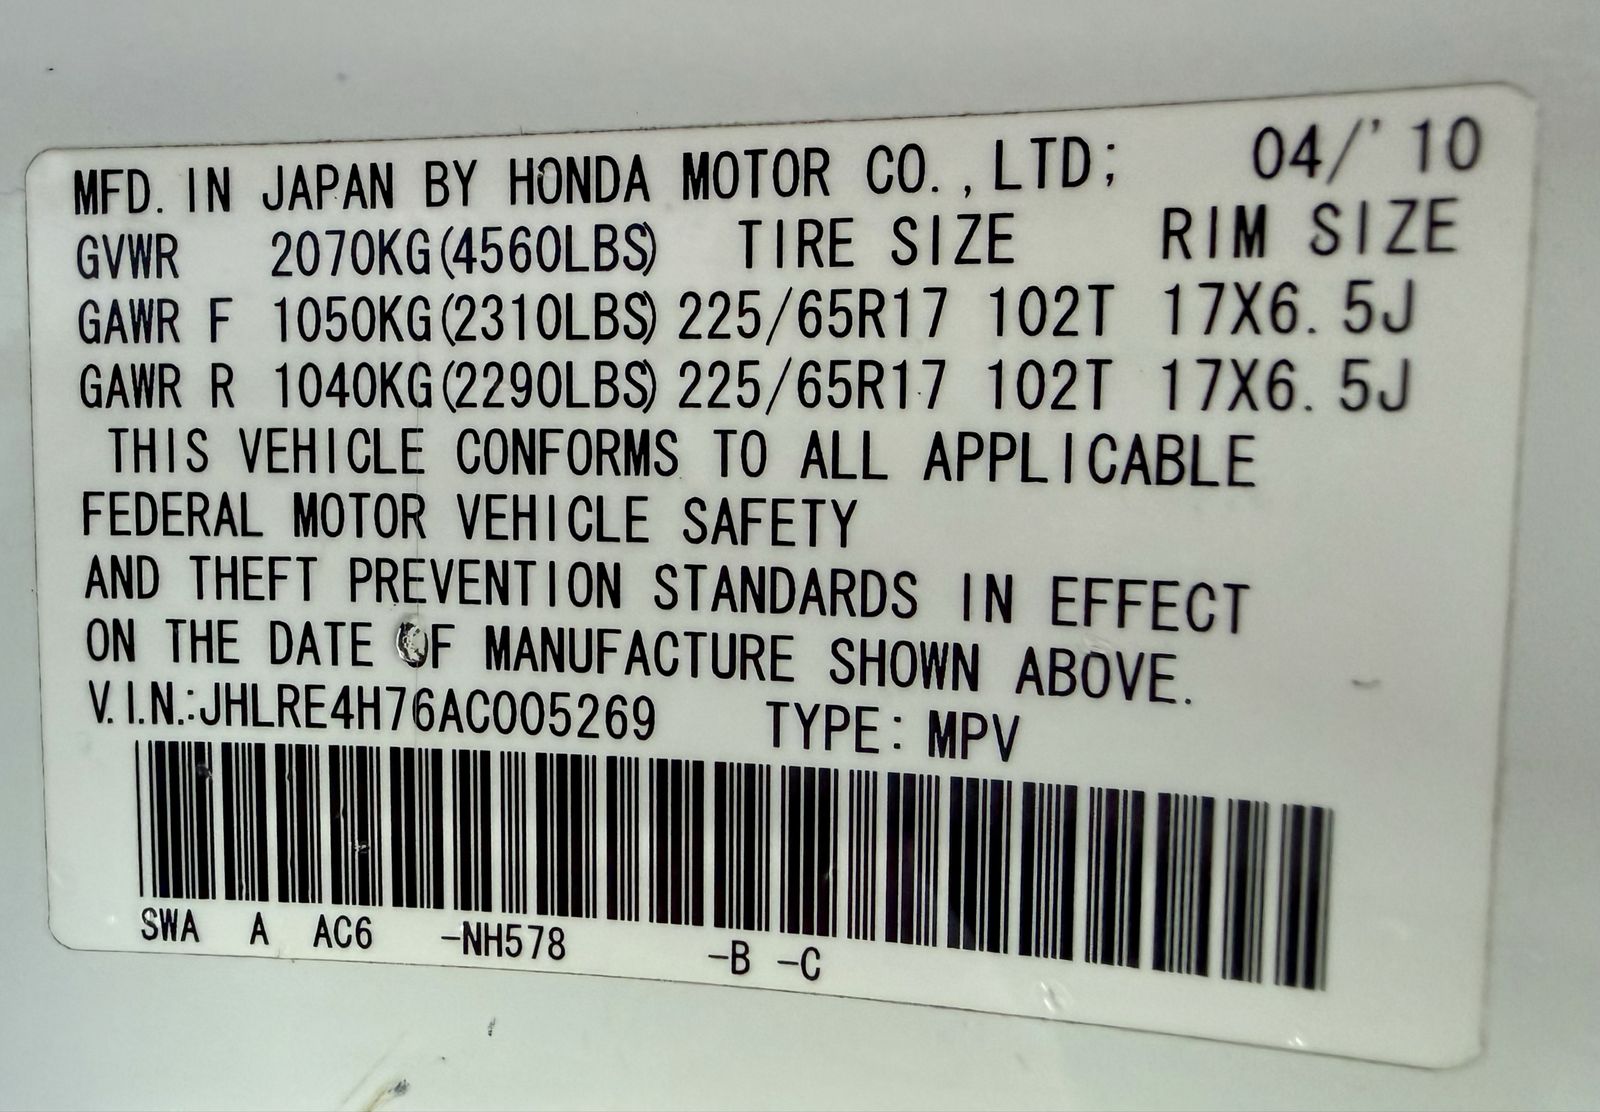 MFD. IN JAPAN BY HONDA MOTOR CO.,LTD; 04/'10
GVWR 2070KG(4560LBS) TIRE SIZE RIM SIZE
GAWR F 1050KG(2310LBS) 225/65R17 102T 17X6.5J
GAWR R 1040KG(2290LBS) 225/65R17 102T 17X6.5J
THIS VEHICLE CONFORMS TO ALL APPLICABLE
FEDERAL MOTOR VEHICLE SAFETY
AND THEFT PREVENTION STANDARDS IN EFFECT
ON THE DATE OF MANUFACTURE SHOWN ABOVE.
V.I.N.:JHLRE4H76AC005269 TYPE: MPV
SWA A AC6 -NH578 -B -C